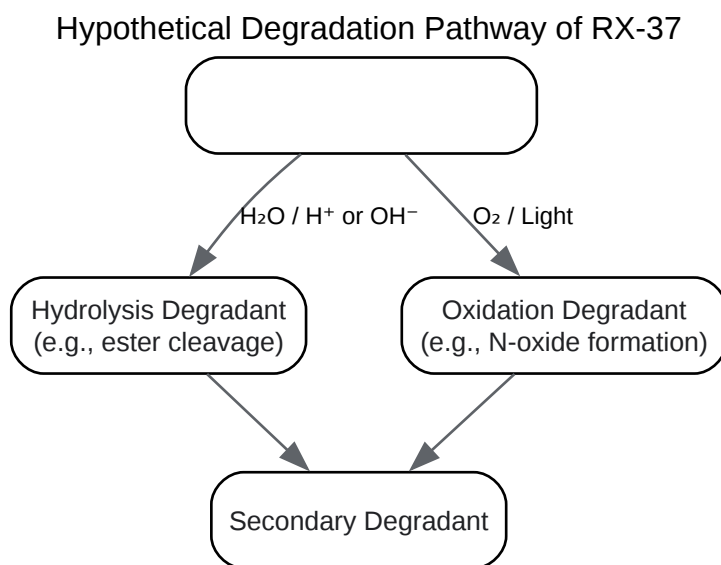 Hypothetical Degradation Pathway of RX-37
H₂O / H⁺ or OH⁻
O₂ / Light
Hydrolysis Degradant
(e.g., ester cleavage)
Oxidation Degradant
(e.g., N-oxide formation)
Secondary Degradant